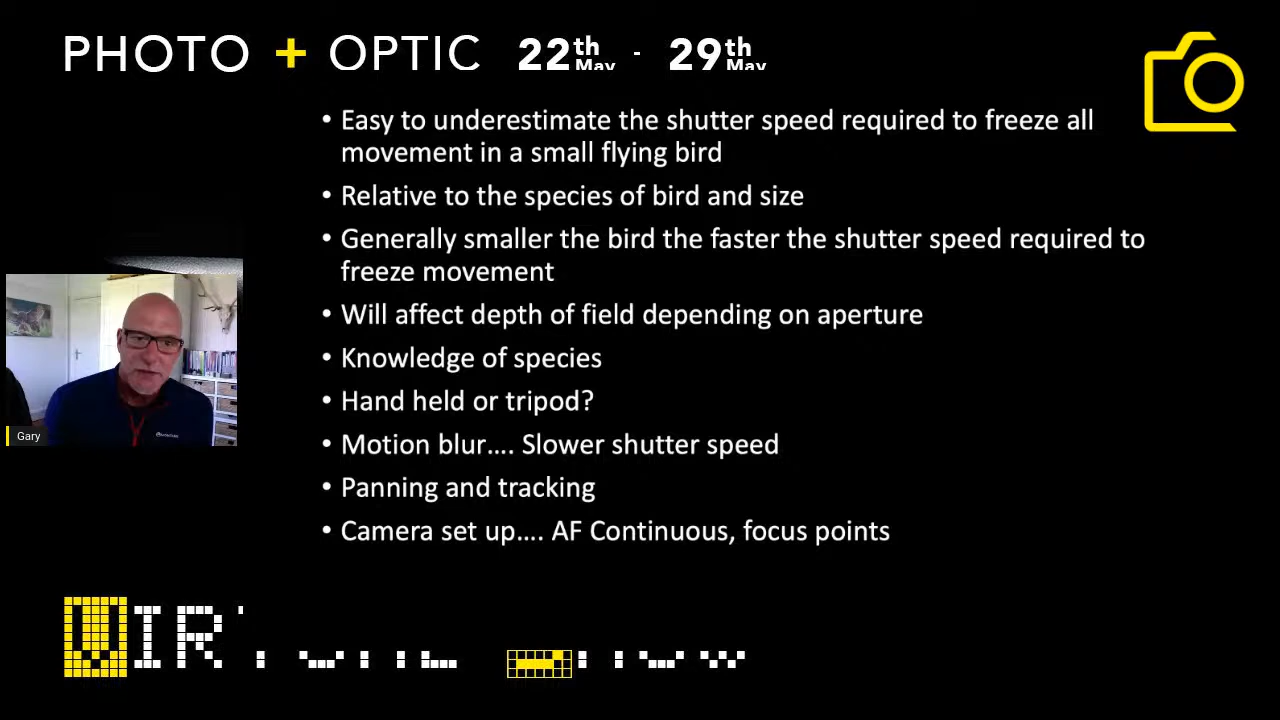 PHOTO + OPTIC 22th May - 29th May
• Easy to underestimate the shutter speed required to freeze all
movement in a small flying bird
• Relative to the species of bird and size
• Generally smaller the bird the faster the shutter speed required to
freeze movement
• Will affect depth of field depending on aperture
• Knowledge of species
• Hand held or tripod?
• Motion blur…. Slower shutter speed
• Panning and tracking
• Camera set up…. AF Continuous, focus points
Gary